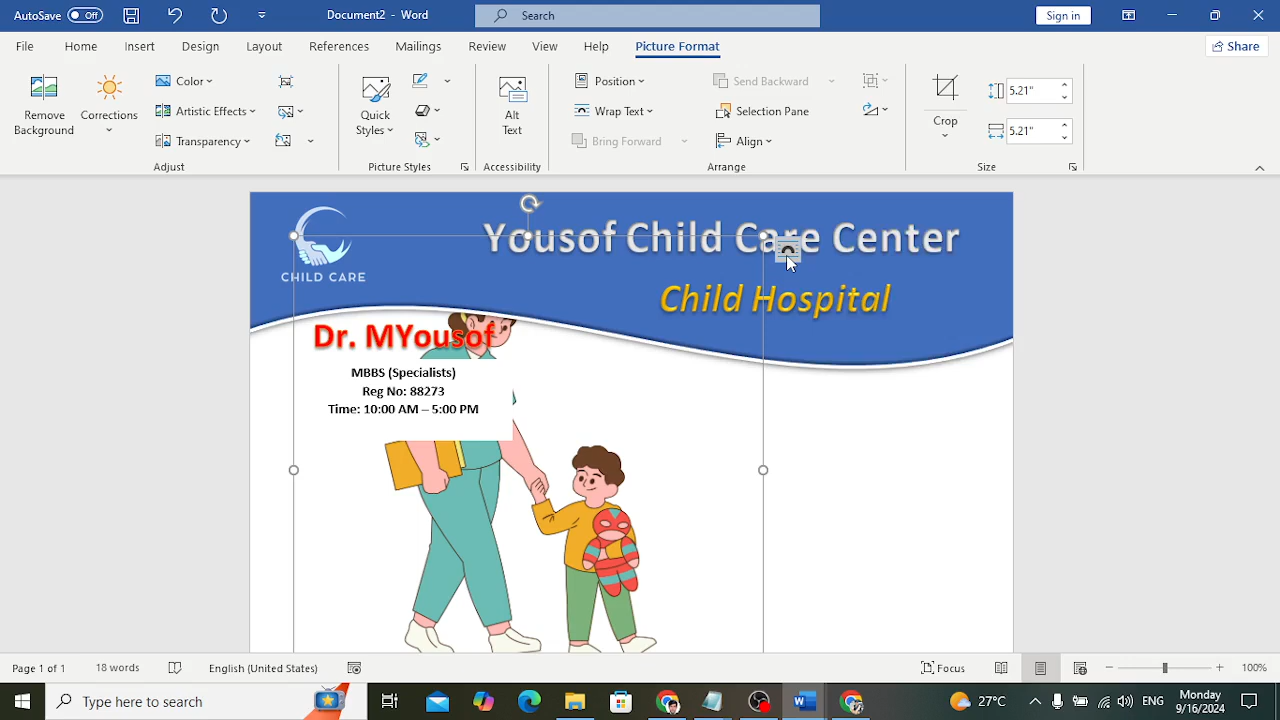 AutoSave Off
Document2 - Word
Search
Sign in
File Home Insert Design Layout References Mailings Review View Help Picture Format
Share
Remove Background
Corrections
Color
Artistic Effects
Transparency
Adjust
Quick Styles
Picture Styles
Alt Text
Accessibility
Position
Wrap Text
Bring Forward
Send Backward
Selection Pane
Align
Arrange
Crop
5.21"
5.21"
Size
Yousof Child Care Center
CHILD CARE
Child Hospital
Dr. MYousof
MBBS (Specialists)
Reg No: 88273
Time: 10:00 AM – 5:00 PM
Page 1 of 1
18 words
English (United States)
Focus
100%
Type here to search
27°C
ENG
Monday
9/16/2024